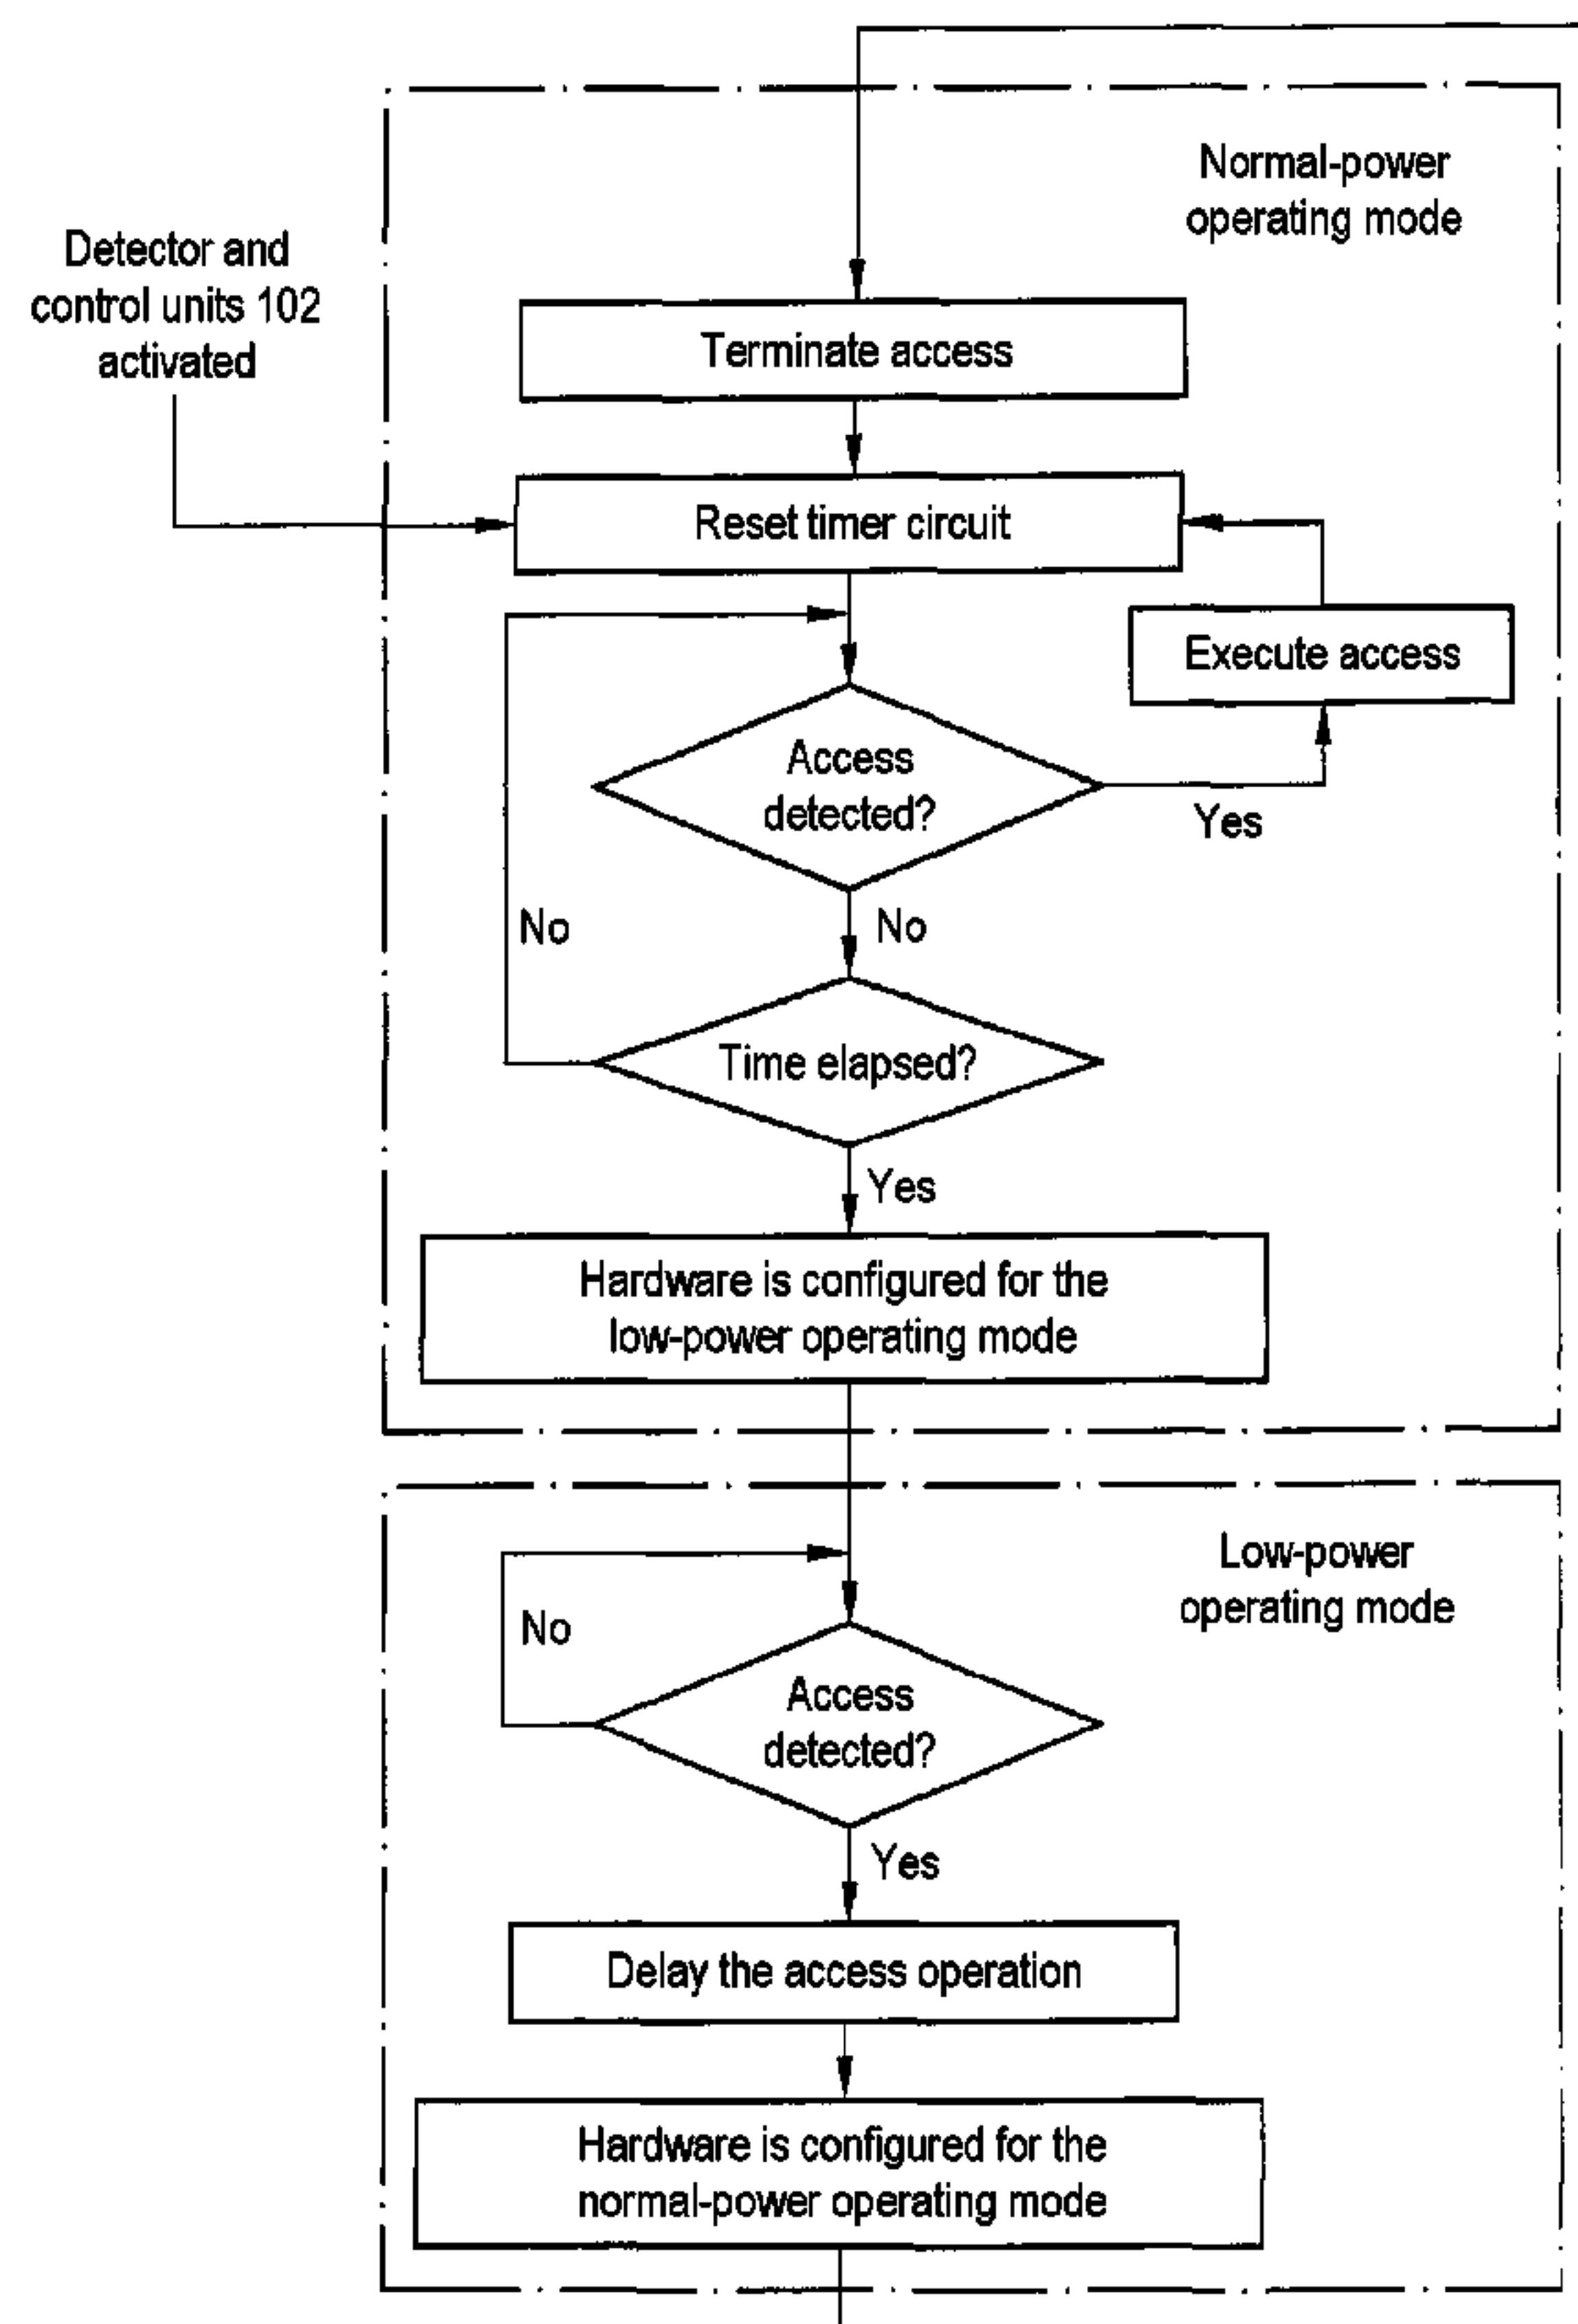 Normal-power
operating mode
Detector and
control units 102
activated
Terminate access
Reset timer circuit
Execute access
Access
detected?
Yes
No
No
Time elapsed?
Yes
Hardware is configured for the
low-power operating mode
Low-power
operating mode
No
Access
detected?
Yes
Delay the access operation
Hardware is configured for the
normal-power operating mode